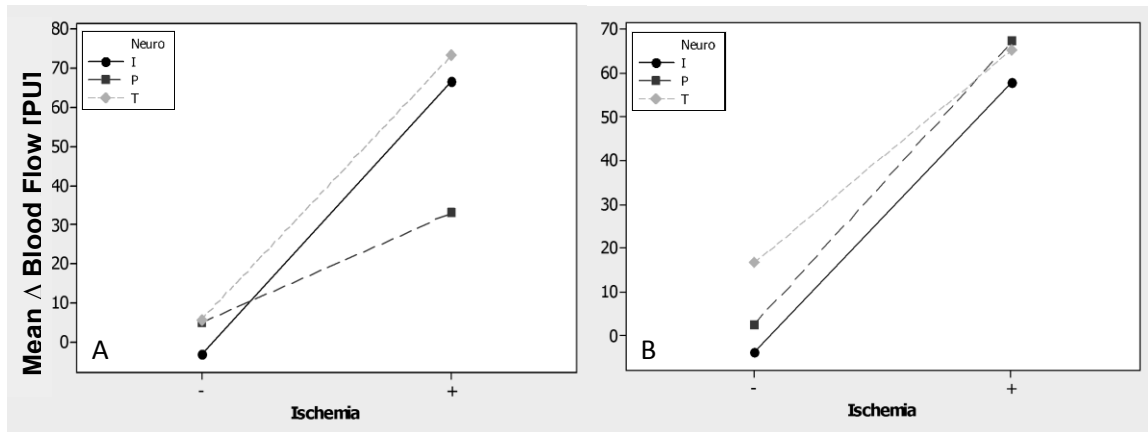 Mean Δ Blood Flow [PU]
80
70
60
50
40
30
20
10
0
Neuro
I
P
T
A
-
+
Ischemia
70
60
50
40
30
20
10
0
Neuro
I
P
T
B
-
+
Ischemia